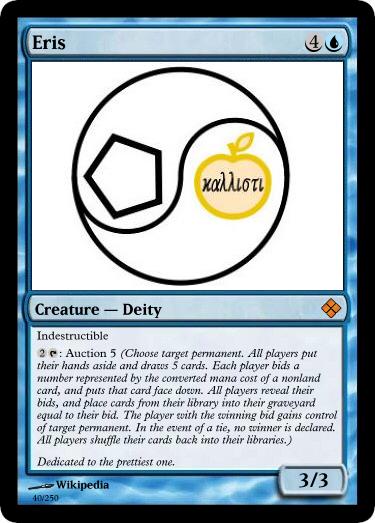 Eris 4
καλλιστι
Creature — Deity
Indestructible
2: Auction 5 (Choose target permanent. All players put
their hands aside and draws 5 cards. Each player bids a
number represented by the converted mana cost of a nonland
card, and puts that card face down. All players reveal their
bids, and place cards from their library into their graveyard
equal to their bid. The player with the winning bid gains control
of target permanent. In the event of a tie, no winner is declared.
All players shuffle their cards back into their libraries.)
Dedicated to the prettiest one.
3/3
Wikipedia
40/250